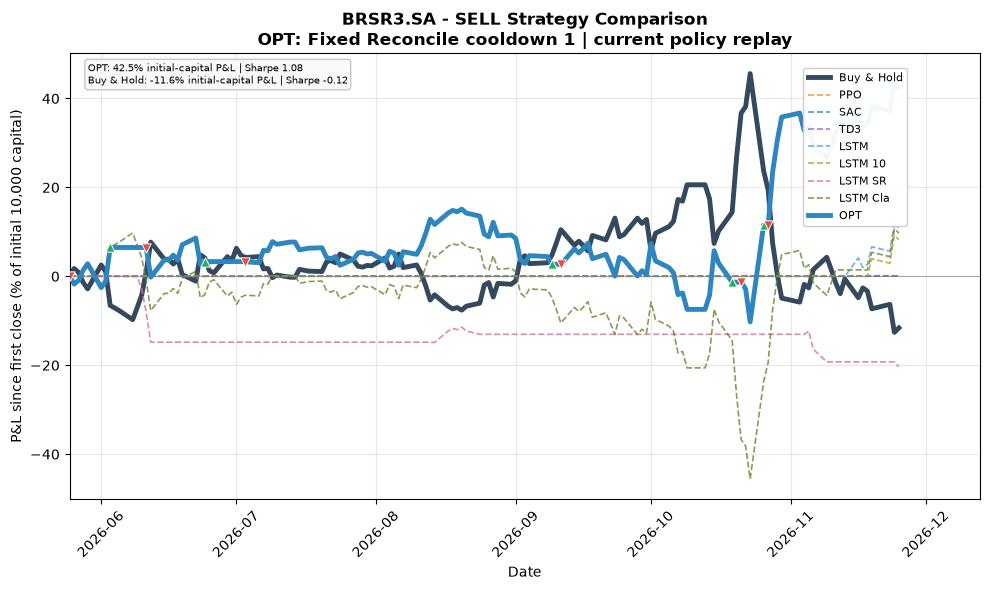 BRSR3.SA - SELL Strategy Comparison
OPT: Fixed Reconcile cooldown 1 | current policy replay
OPT: 42.5% initial-capital P&L | Sharpe 1.08
Buy & Hold: -11.6% initial-capital P&L | Sharpe -0.12
Buy & Hold
PPO
SAC
TD3
LSTM
LSTM 10
LSTM SR
LSTM Cla
OPT
P&L since first close (% of initial 10,000 capital)
40
20
0
−20
−40
2026-06
2026-07
2026-08
2026-09
2026-10
2026-11
2026-12
Date